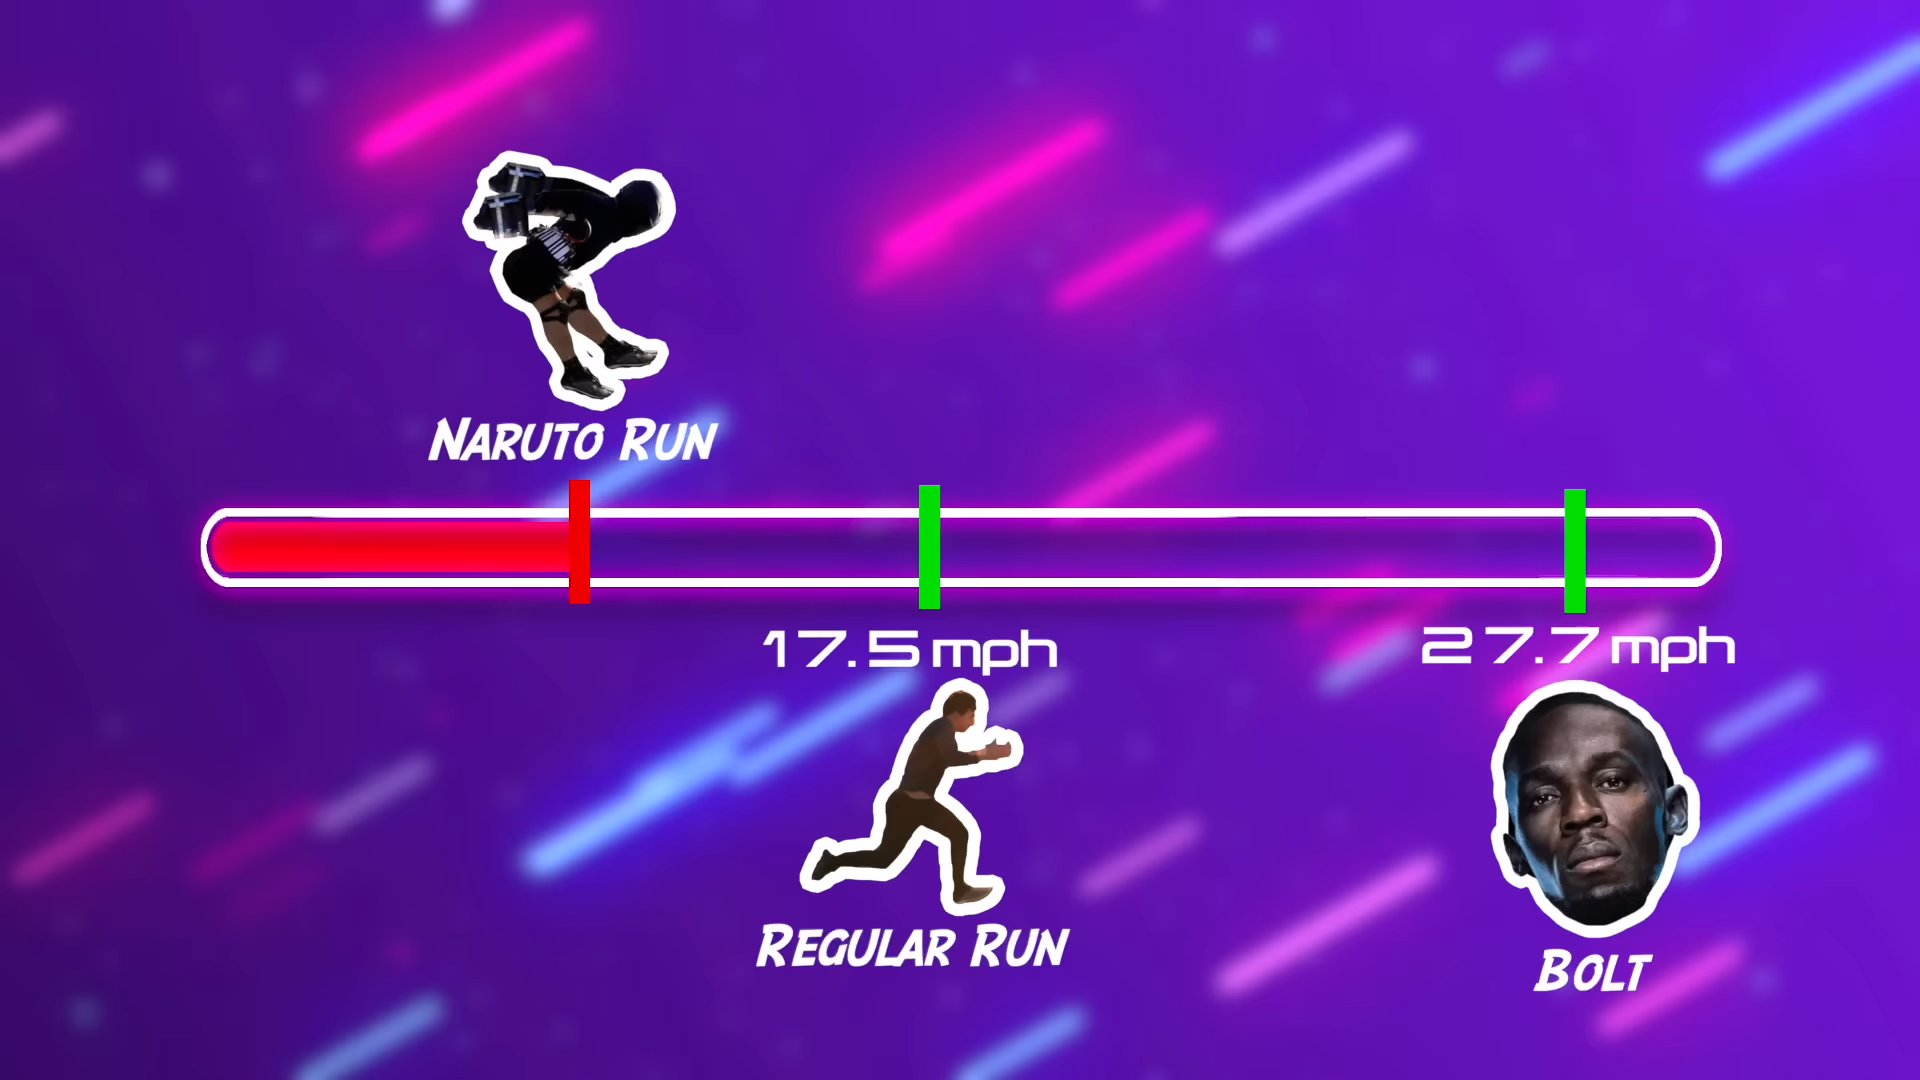 NARUTO RUN
17.5 mph
27.7 mph
REGULAR RUN
BOLT